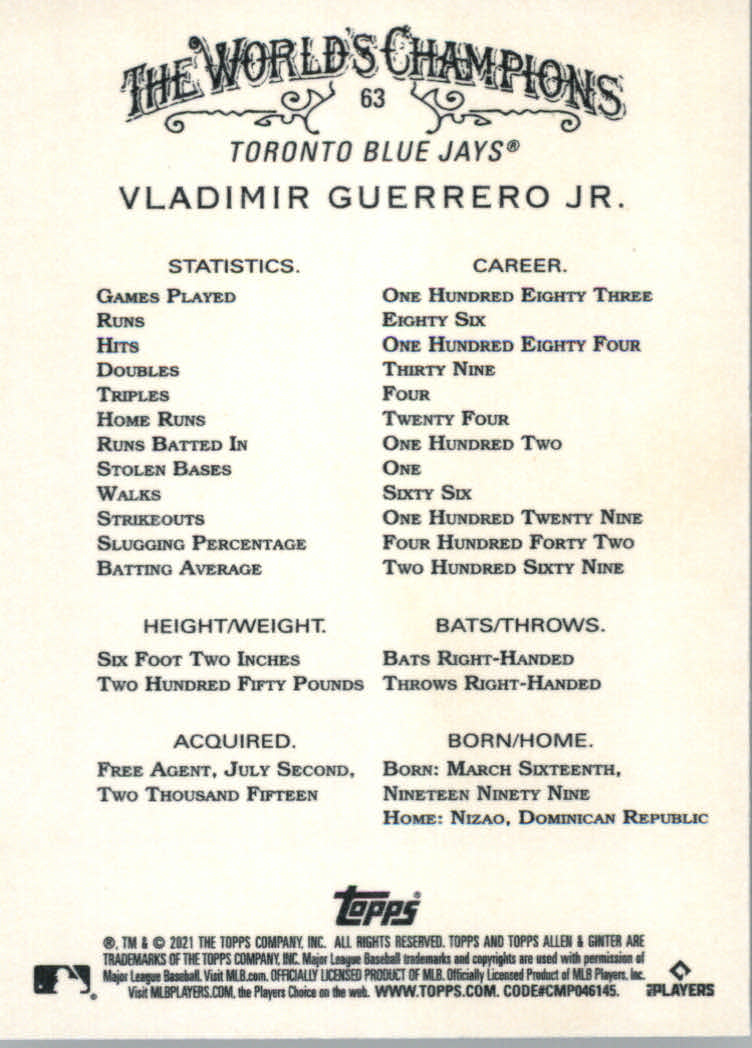 THE WORLD'S CHAMPIONS
63
TORONTO BLUE JAYS®
VLADIMIR GUERRERO JR.
STATISTICS. CAREER.
GAMES PLAYED ONE HUNDRED EIGHTY THREE
RUNS EIGHTY SIX
HITS ONE HUNDRED EIGHTY FOUR
DOUBLES THIRTY NINE
TRIPLES FOUR
HOME RUNS TWENTY FOUR
RUNS BATTED IN ONE HUNDRED TWO
STOLEN BASES ONE
WALKS SIXTY SIX
STRIKEOUTS ONE HUNDRED TWENTY NINE
SLUGGING PERCENTAGE FOUR HUNDRED FORTY TWO
BATTING AVERAGE TWO HUNDRED SIXTY NINE
HEIGHT/WEIGHT. BATS/THROWS.
SIX FOOT TWO INCHES BATS RIGHT-HANDED
TWO HUNDRED FIFTY POUNDS THROWS RIGHT-HANDED
ACQUIRED. BORN/HOME.
FREE AGENT, JULY SECOND, BORN: MARCH SIXTEENTH,
TWO THOUSAND FIFTEEN NINETEEN NINETY NINE
HOME: NIZAO, DOMINICAN REPUBLIC
Topps®
®, TM & © 2021 THE TOPPS COMPANY, INC. ALL RIGHTS RESERVED. TOPPS AND TOPPS ALLEN & GINTER ARE
TRADEMARKS OF THE TOPPS COMPANY, INC. Major League Baseball trademarks and copyrights are used with permission of
Major League Baseball. Visit MLB.com. OFFICIALLY LICENSED PRODUCT OF MLB. Officially Licensed Product of MLB Players, Inc.
Visit MLBPLAYERS.COM, the Players Choice on the web. WWW.TOPPS.COM. CODE#CMP046145.
PLAYERS